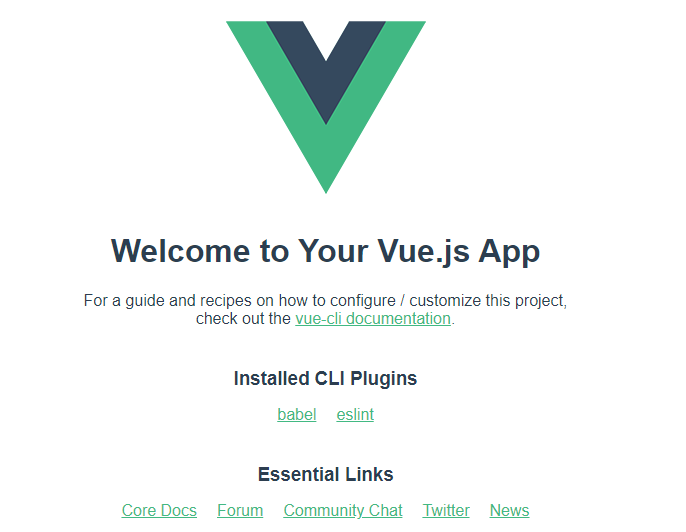 Welcome to Your Vue.js App
For a guide and recipes on how to configure / customize this project,
check out the vue-cli documentation.
Installed CLI Plugins
babel eslint
Essential Links
Core Docs Forum Community Chat Twitter News